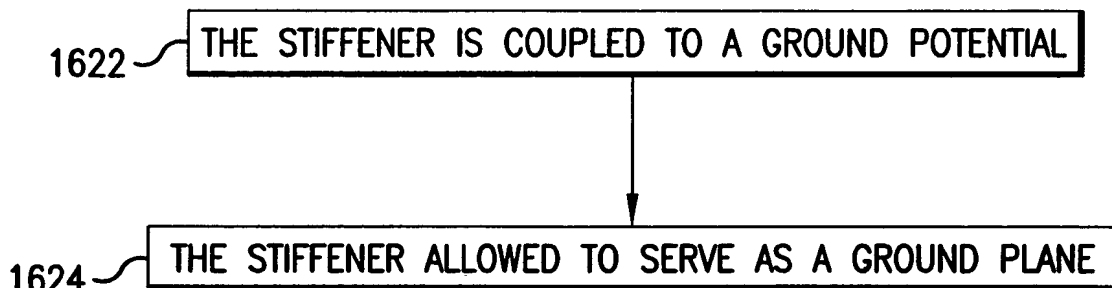 1622 THE STIFFENER IS COUPLED TO A GROUND POTENTIAL
1624 THE STIFFENER ALLOWED TO SERVE AS A GROUND PLANE